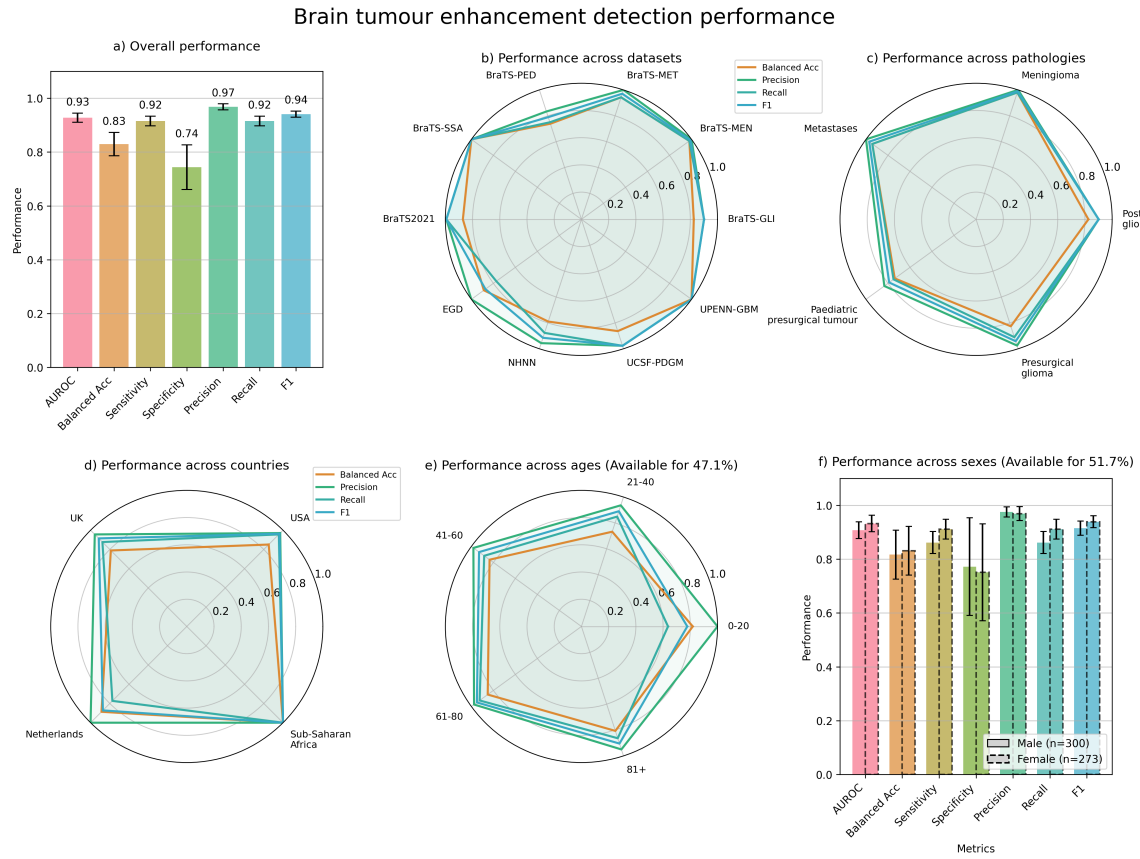 Brain tumour enhancement detection performance
a) Overall performance
Performance
1.0
0.8
0.6
0.4
0.2
0.0
0.93
0.83
0.92
0.74
0.97
0.92
0.94
AUROC
Balanced Acc
Sensitivity
Specificity
Precision
Recall
F1
b) Performance across datasets
BraTS-PED
BraTS-MET
BraTS-SSA
BraTS-MEN
BraTS2021
BraTS-GLI
EGD
UPENN-GBM
NHNN
UCSF-PDGM
0.2
0.4
0.6
0.8
1.0
Balanced Acc
Precision
Recall
F1
c) Performance across pathologies
Meningioma
Metastases
Paediatric
presurgical tumour
Presurgical
glioma
0.2
0.4
0.6
0.8
1.0
d) Performance across countries
UK
USA
Netherlands
Sub-Saharan
Africa
0.2
0.4
0.6
0.8
1.0
Balanced Acc
Precision
Recall
F1
e) Performance across ages (Available for 47.1%)
21-40
41-60
0-20
61-80
81+
0.2
0.4
0.6
0.8
1.0
f) Performance across sexes (Available for 51.7%)
Performance
1.0
0.8
0.6
0.4
0.2
0.0
Male (n=300)
Female (n=273)
AUROC
Balanced Acc
Sensitivity
Specificity
Precision
Recall
F1
Metrics